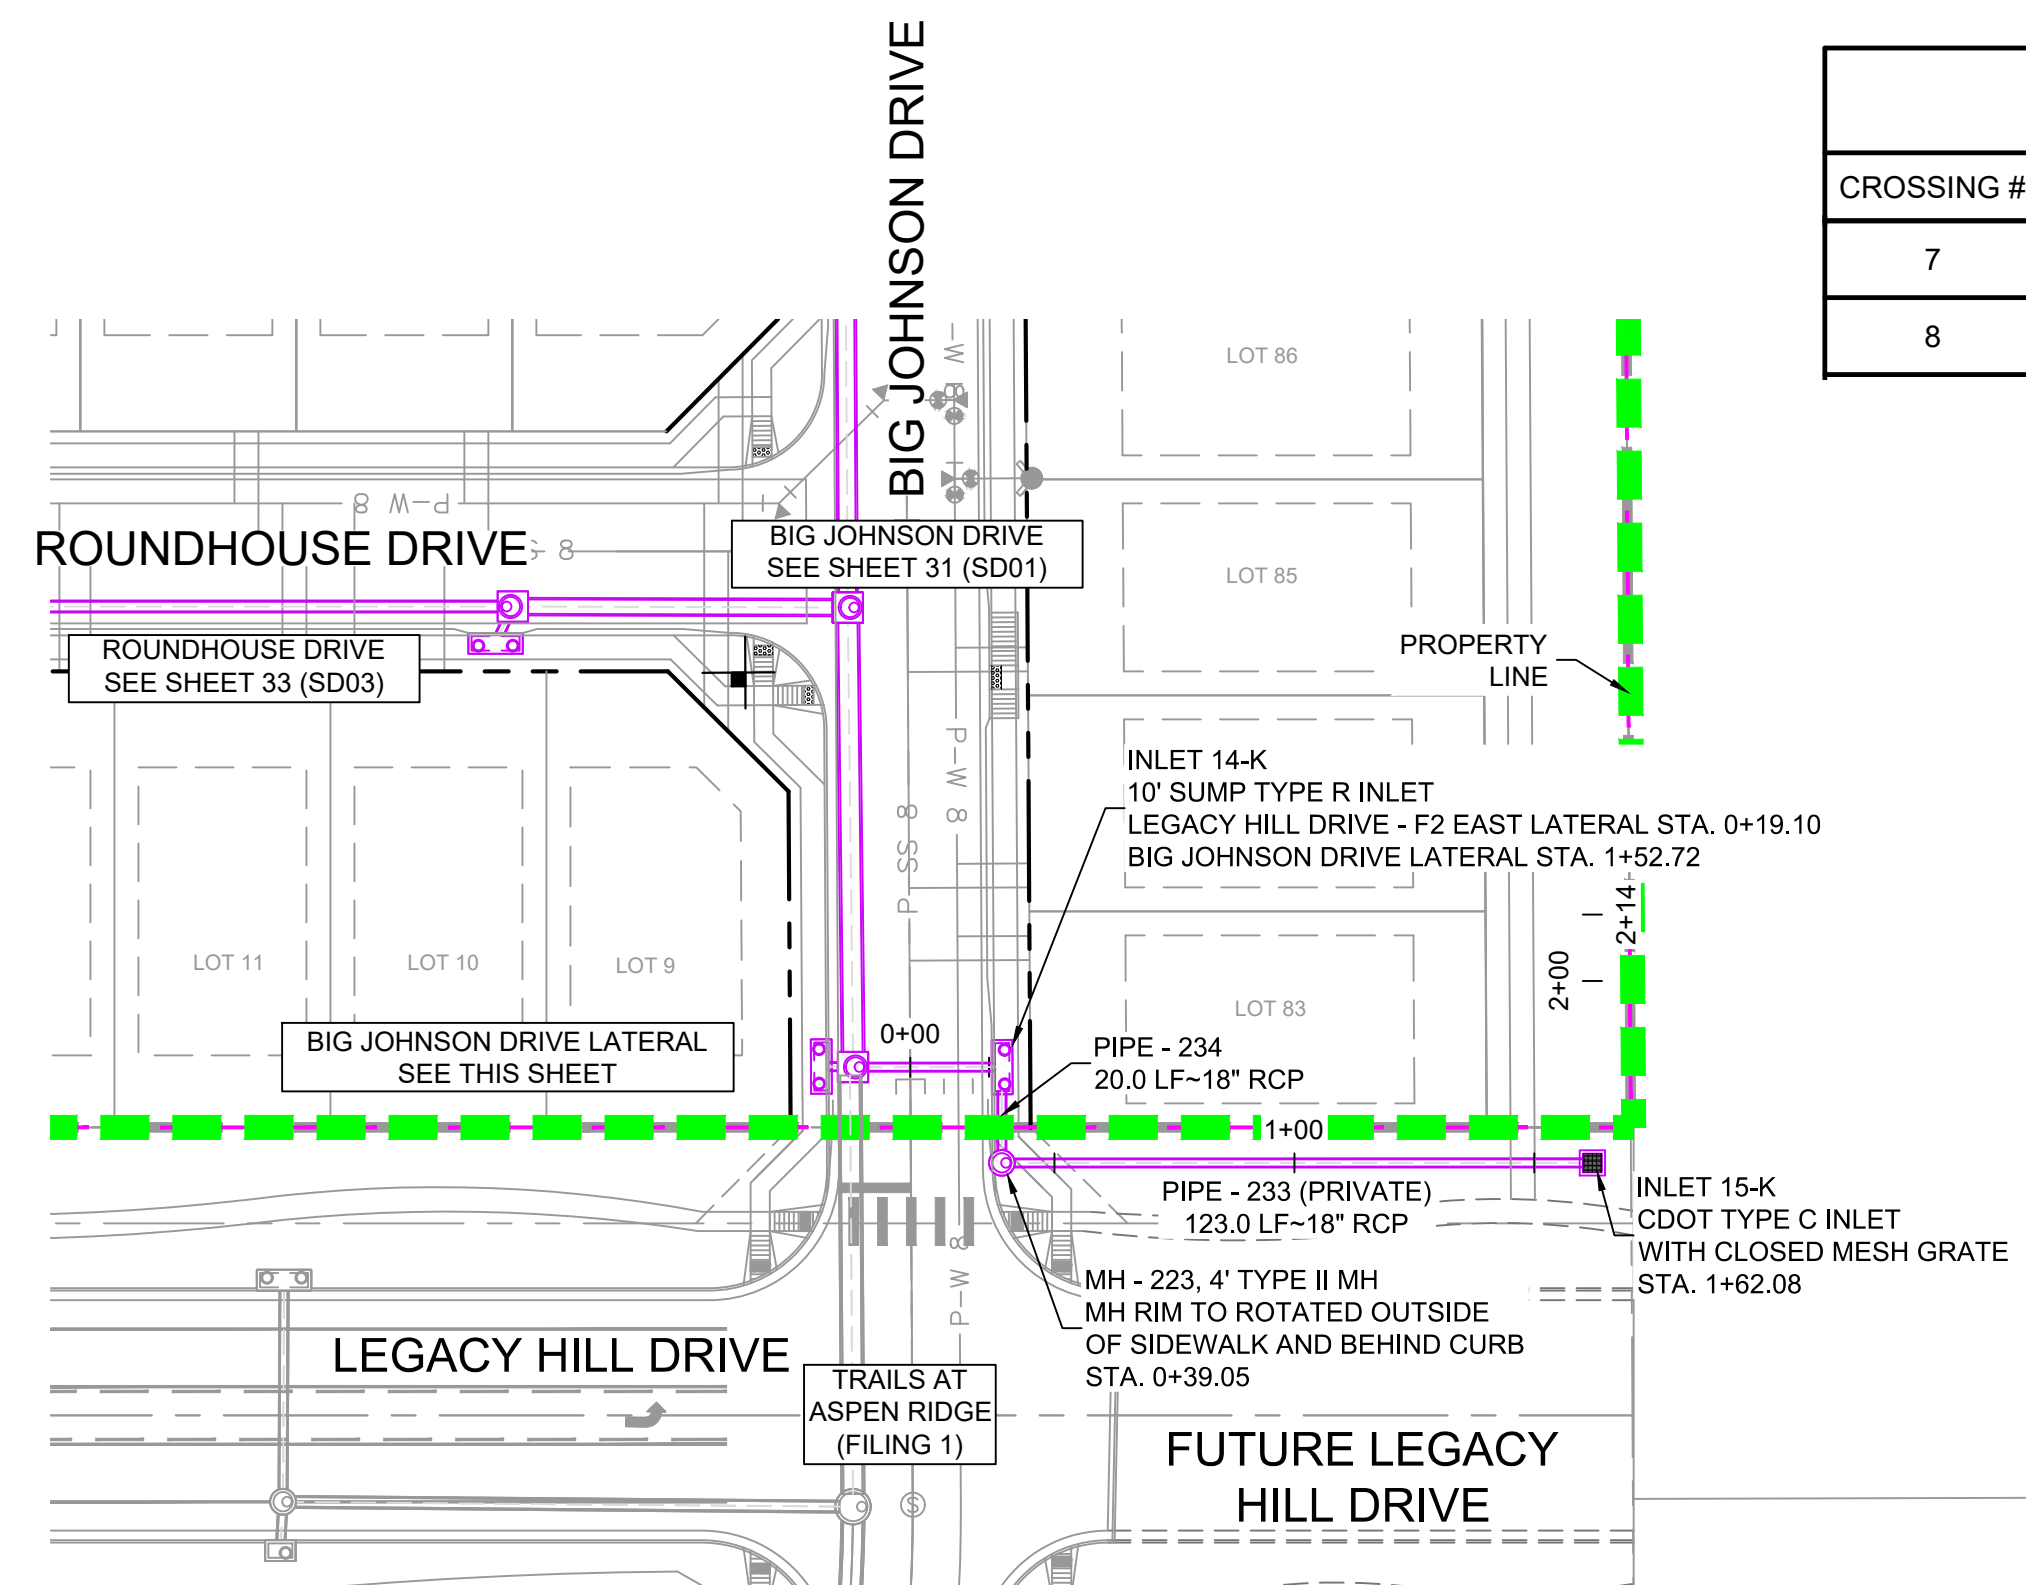 BIG JOHNSON DRIVE
CROSSING #
7
8
LOT 86
P-W 8
ROUNDHOUSE DRIVE
BIG JOHNSON DRIVE
SEE SHEET 31 (SD01)
LOT 85
ROUNDHOUSE DRIVE
SEE SHEET 33 (SD03)
PROPERTY
LINE
P-W 8
P SS 8
INLET 14-K
10' SUMP TYPE R INLET
LEGACY HILL DRIVE - F2 EAST LATERAL STA. 0+19.10
BIG JOHNSON DRIVE LATERAL STA. 1+52.72
2+14
2+00
LOT 11
LOT 10
LOT 9
LOT 83
BIG JOHNSON DRIVE LATERAL
SEE THIS SHEET
0+00
PIPE - 234
20.0 LF~18" RCP
1+00
PIPE - 233 (PRIVATE)
123.0 LF~18" RCP
INLET 15-K
CDOT TYPE C INLET
WITH CLOSED MESH GRATE
STA. 1+62.08
P-W 8
MH - 223, 4' TYPE II MH
MH RIM TO ROTATED OUTSIDE
OF SIDEWALK AND BEHIND CURB
STA. 0+39.05
LEGACY HILL DRIVE
TRAILS AT
ASPEN RIDGE
(FILING 1)
FUTURE LEGACY
HILL DRIVE
S